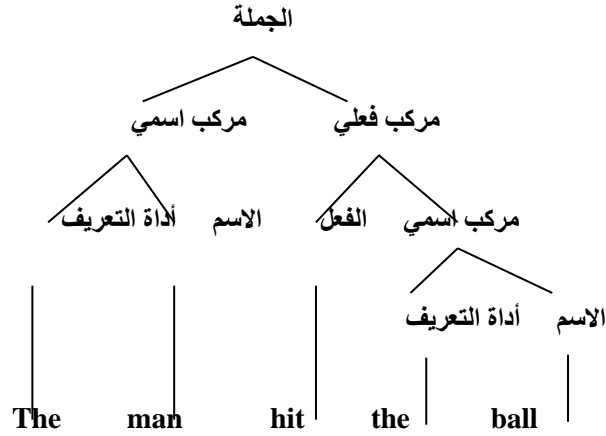 الجملة
مركب فعلي مركب اسمي
مركب اسمي الفعل الاسم أداة التعريف
الاسم أداة التعريف
The man hit the ball